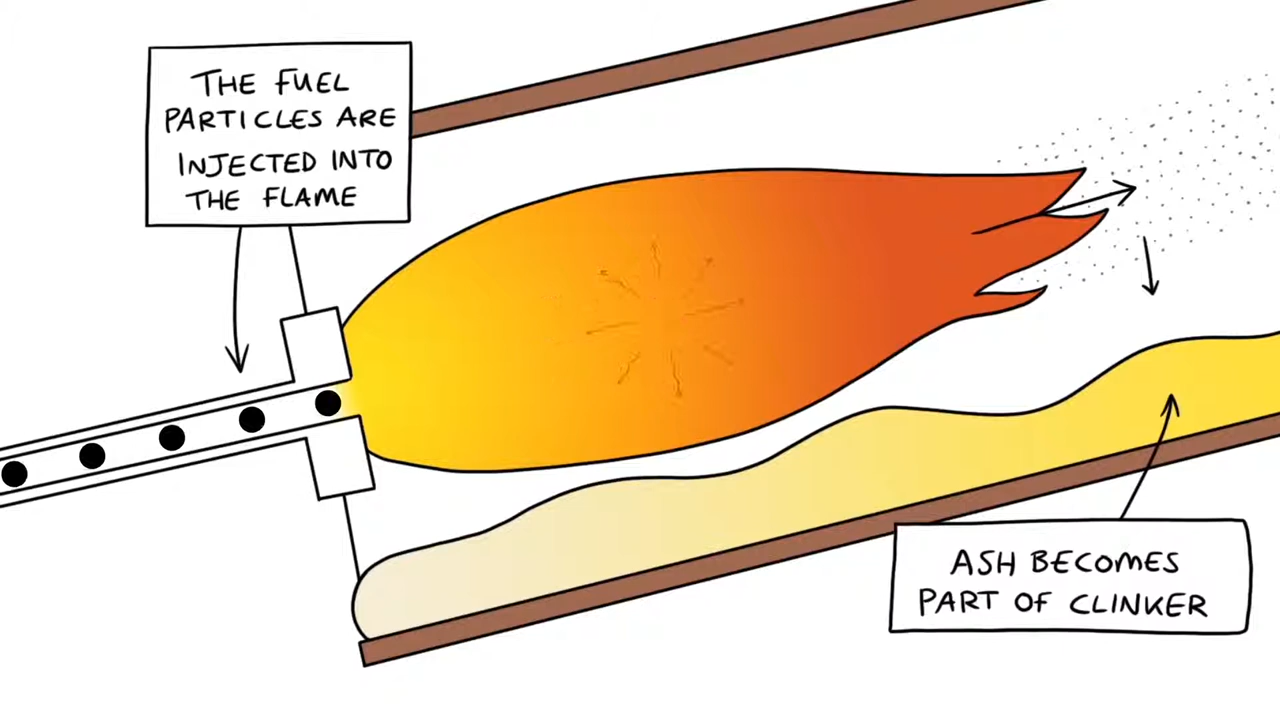 THE FUEL
PARTICLES ARE
INJECTED INTO
THE FLAME
ASH BECOMES
PART OF CLINKER